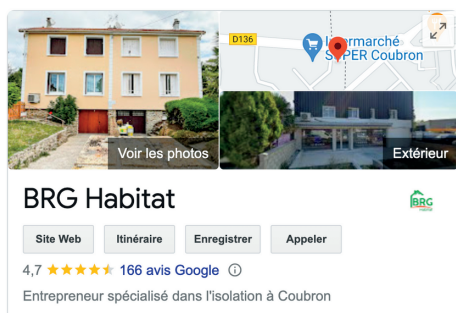 D136
Intermarché
SUPER Coubron
Voir les photos
Extérieur
BRG Habitat
BRG
Site Web
Itinéraire
Enregistrer
Appeler
4,7 166 avis Google
Entrepreneur spécialisé dans l'isolation à Coubron